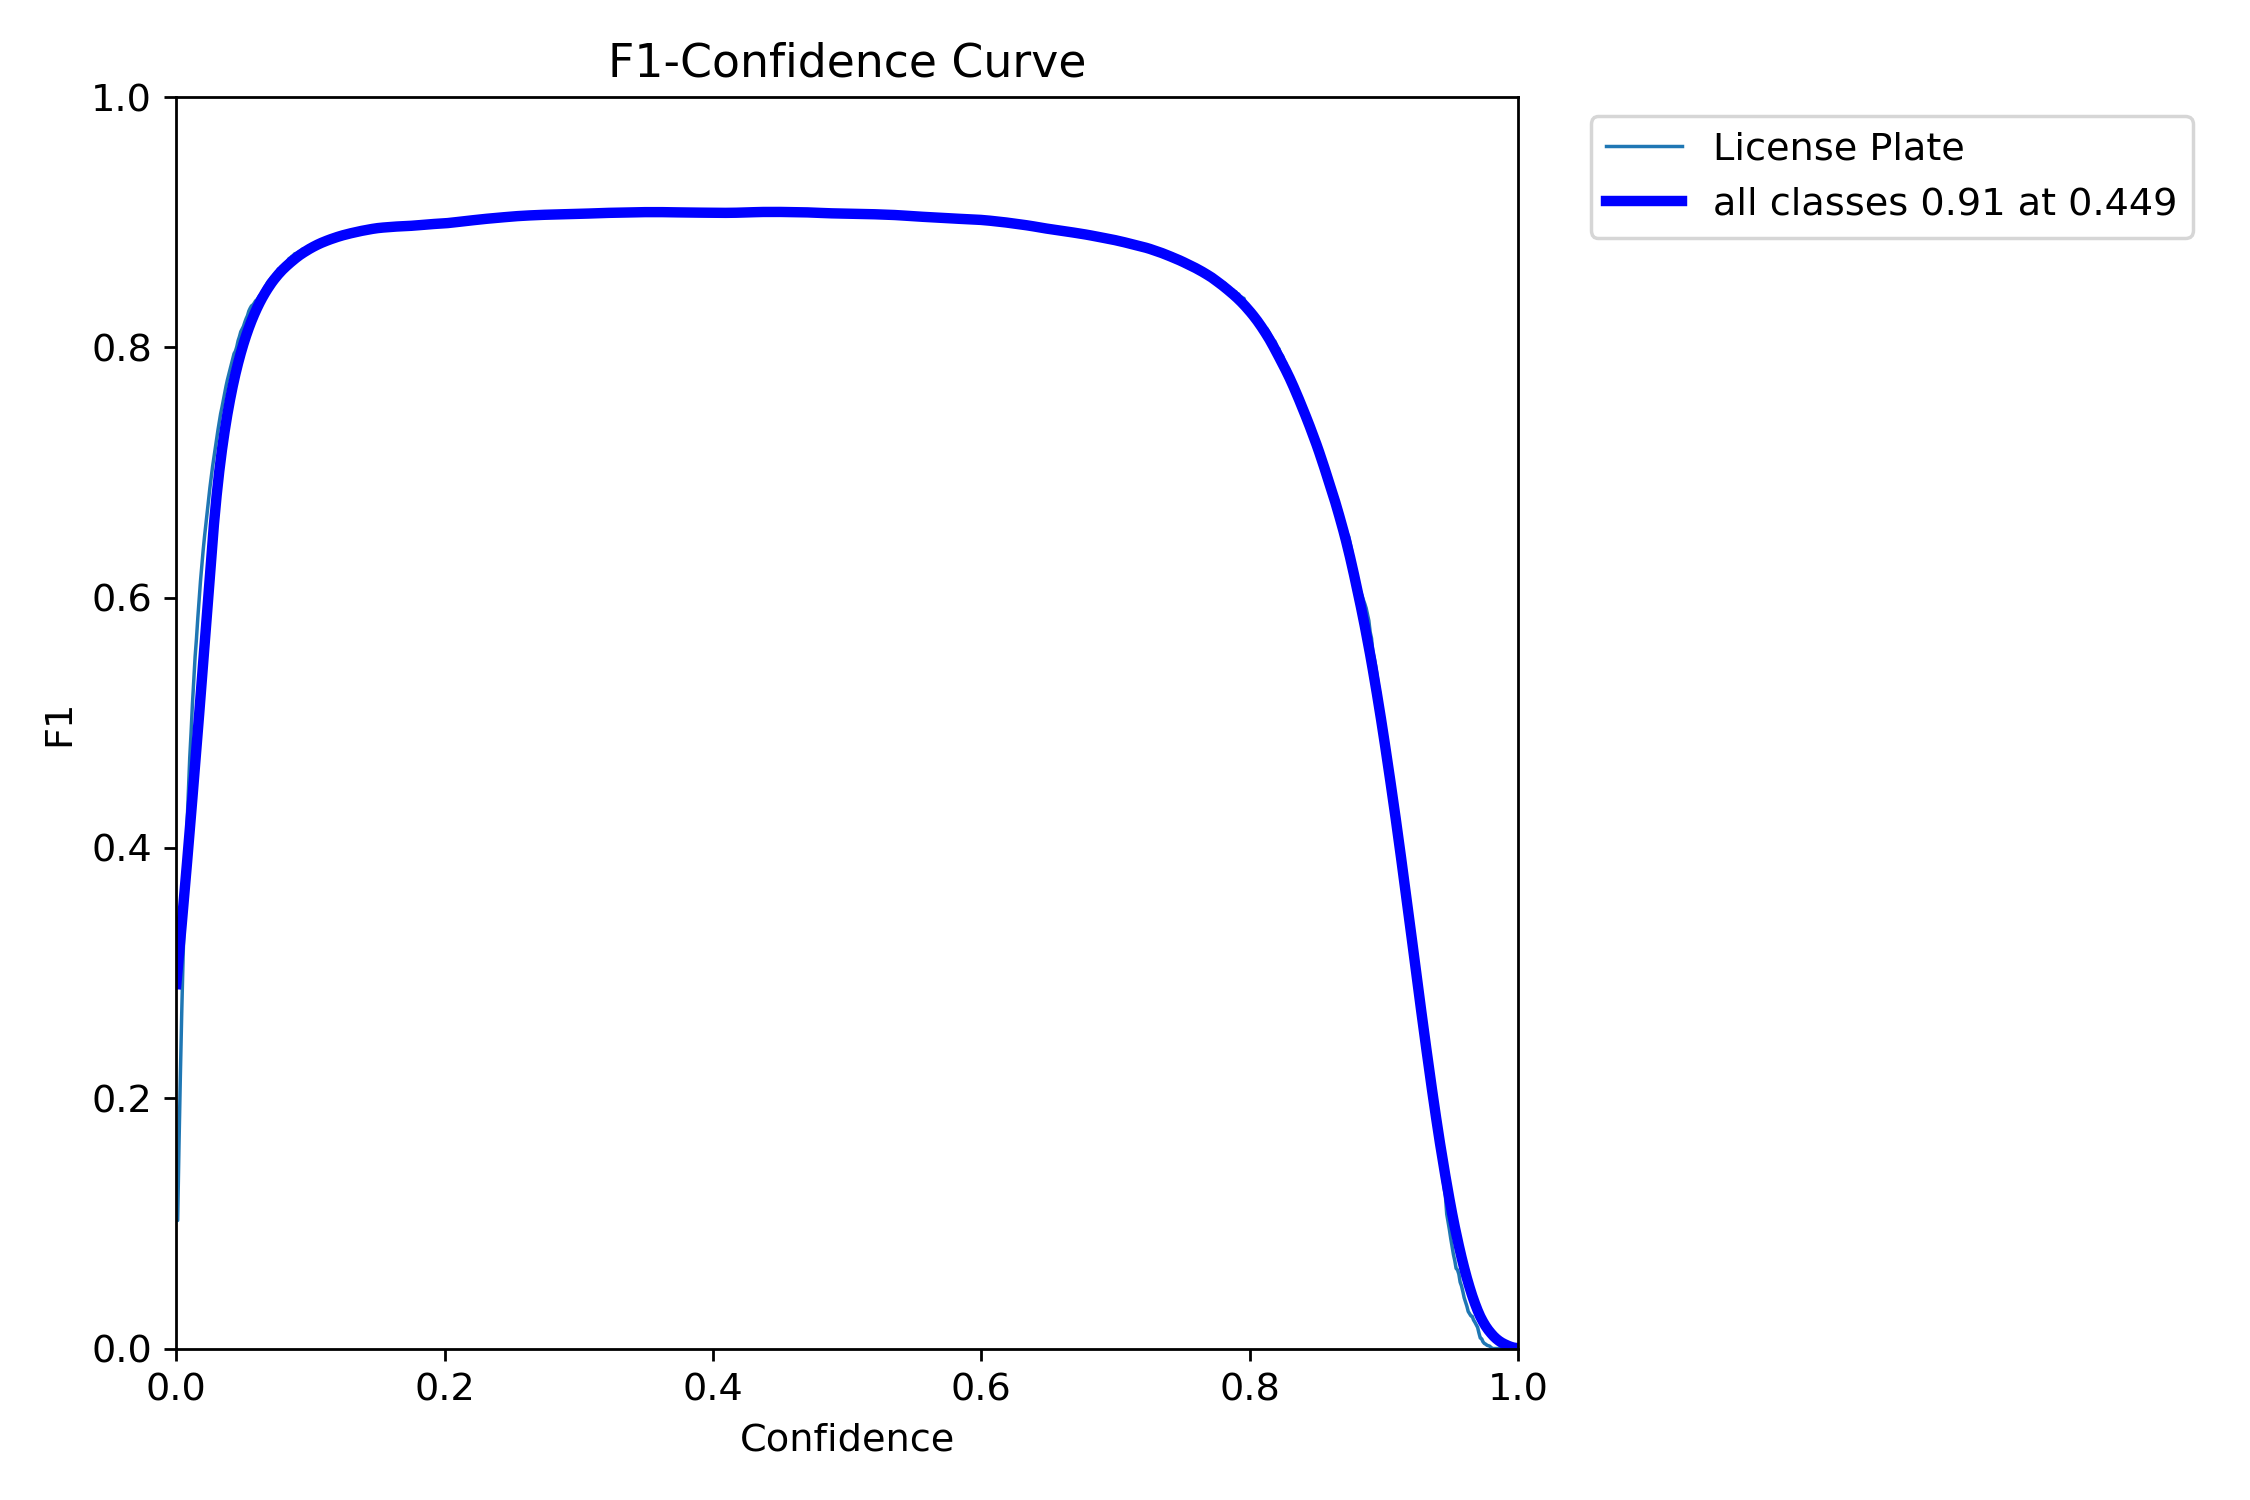 F1-Confidence Curve
1.0
0.8
0.6
0.4
0.2
0.0
F1
0.0 0.2 0.4 0.6 0.8 1.0
Confidence
License Plate
all classes 0.91 at 0.449